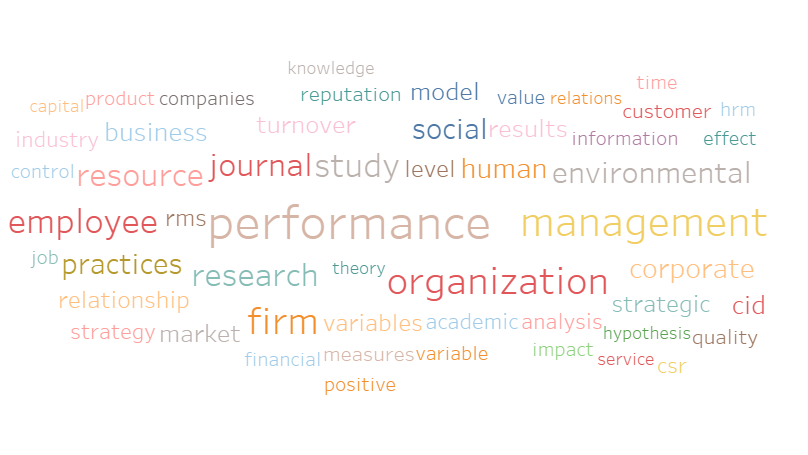 knowledge
time
capital product companies reputation model value relations
customer hrm
industry business turnover social results information effect
control resource journal study level human environmental
employee rms performance management
job practices research theory organization corporate
relationship strategic cid
strategy market firm variables academic analysis hypothesis quality
financial measures variable impact service csr
positive